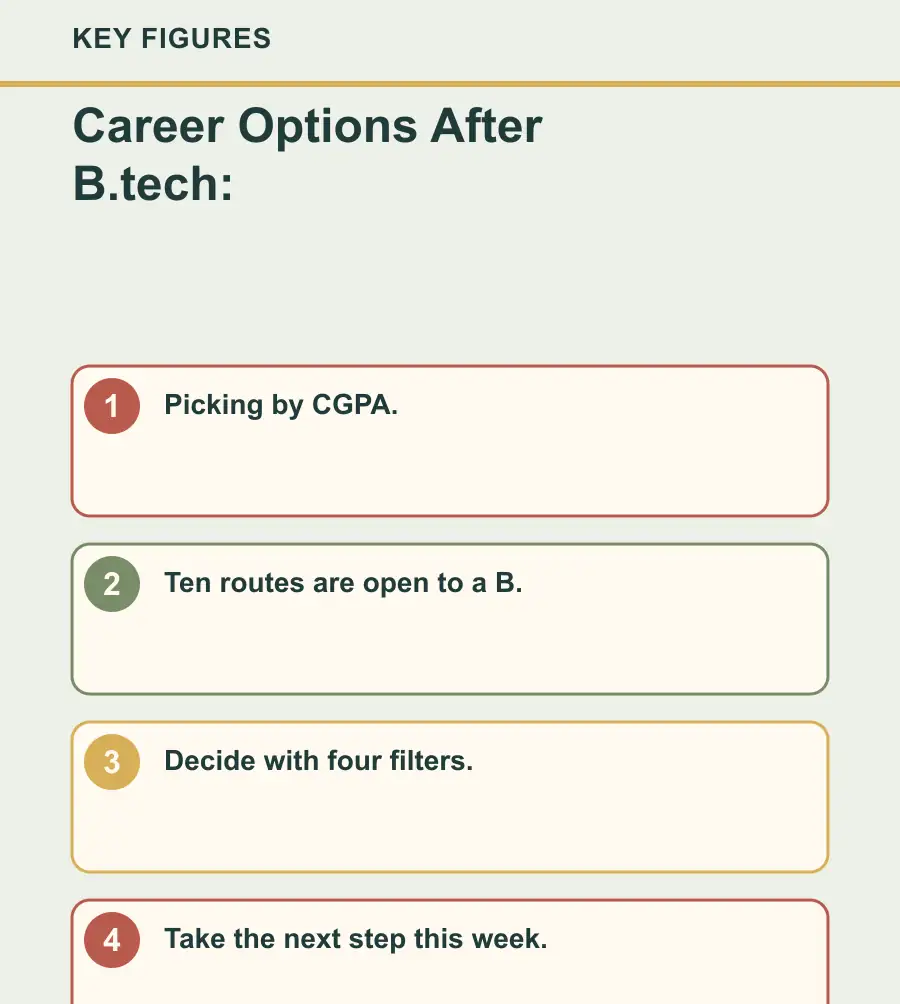 KEY FIGURES
Career Options After
B.tech:
1 Picking by CGPA.
2 Ten routes are open to a B.
3 Decide with four filters.
4 Take the next step this week.